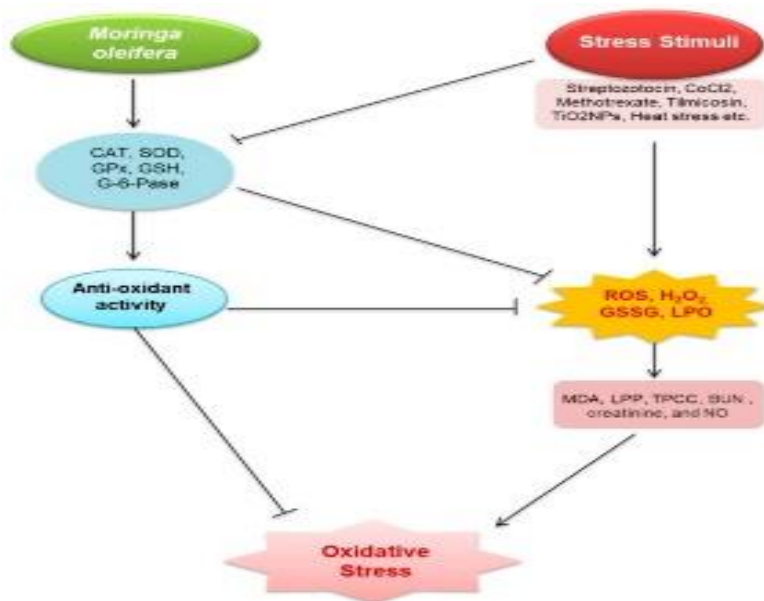 Moringa
oleifera
Stress Stimuli
Streptozotocin, CoCl2,
Methotrexate, Tilmicosin,
TiO2NPs, Heat stress etc.
CAT, SOD,
GPx, GSH,
G-6-Pase
Anti-oxidant
activity
ROS, H₂O₂,
GSSG, LPO
MDA, LPP, TPCC, BUN ,
creatinine, and NO
Oxidative
Stress